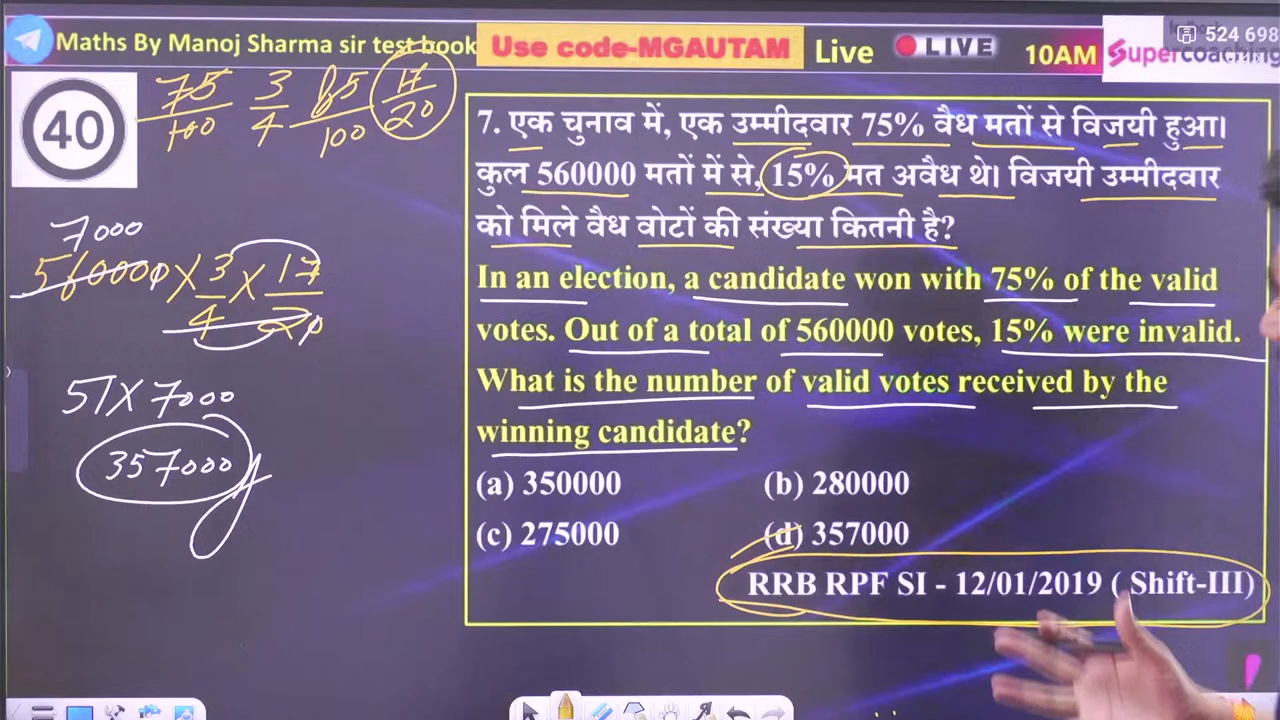 Maths By Manoj Sharma sir test book
Use code-MGAUTAM
Live
LIVE
10AM
Supercoaching
524 698
40
75/100 3/4 85/100 17/20
7000
560000 × 3/4 × 17/20
51 × 7000
357000
7. एक चुनाव में, एक उम्मीदवार 75% वैध मतों से विजयी हुआ।
कुल 560000 मतों में से, 15% मत अवैध थे। विजयी उम्मीदवार
को मिले वैध वोटों की संख्या कितनी है?
In an election, a candidate won with 75% of the valid
votes. Out of a total of 560000 votes, 15% were invalid.
What is the number of valid votes received by the
winning candidate?
(a) 350000 (b) 280000
(c) 275000 (d) 357000
RRB RPF SI - 12/01/2019 ( Shift-III)